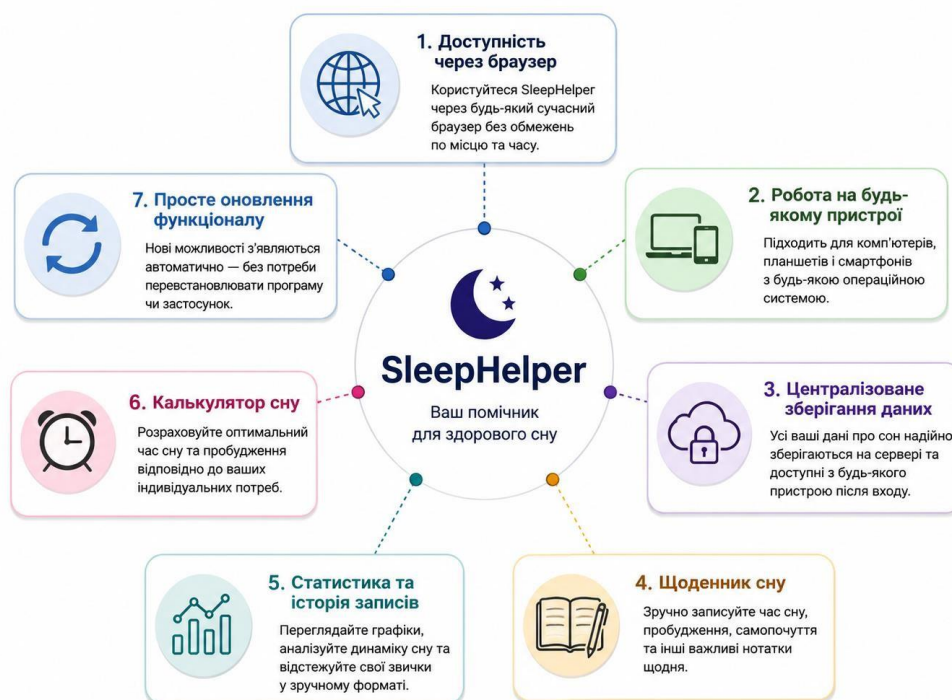 1. Доступність
через браузер
Користуйтеся SleepHelper
через будь-який сучасний
браузер без обмежень
по місцю та часу.
2. Робота на будь-
якому пристрої
Підходить для комп'ютерів,
планшетів і смартфонів
з будь-якою операційною
системою.
3. Централізоване
зберігання даних
Усі ваші дані про сон надійно
зберігаються на сервері та
доступні з будь-якого
пристрою після входу.
4. Щоденник сну
Зручно записуйте час сну,
пробудження, самопочуття
та інші важливі нотатки
щодня.
5. Статистика та
історія записів
Переглядайте графіки,
аналізуйте динаміку сну та
відстежуйте свої звички
у зручному форматі.
6. Калькулятор сну
Розраховуйте оптимальний
час сну та пробудження
відповідно до ваших
індивідуальних потреб.
7. Просте оновлення
функціоналу
Нові можливості з'являються
автоматично — без потреби
перевстановлювати програму
чи застосунок.
SleepHelper
Ваш помічник
для здорового сну